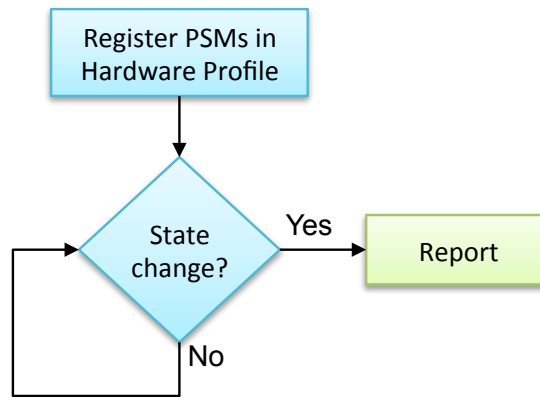 Register PSMs in
Hardware Profile
State
change?
Yes
Report
No